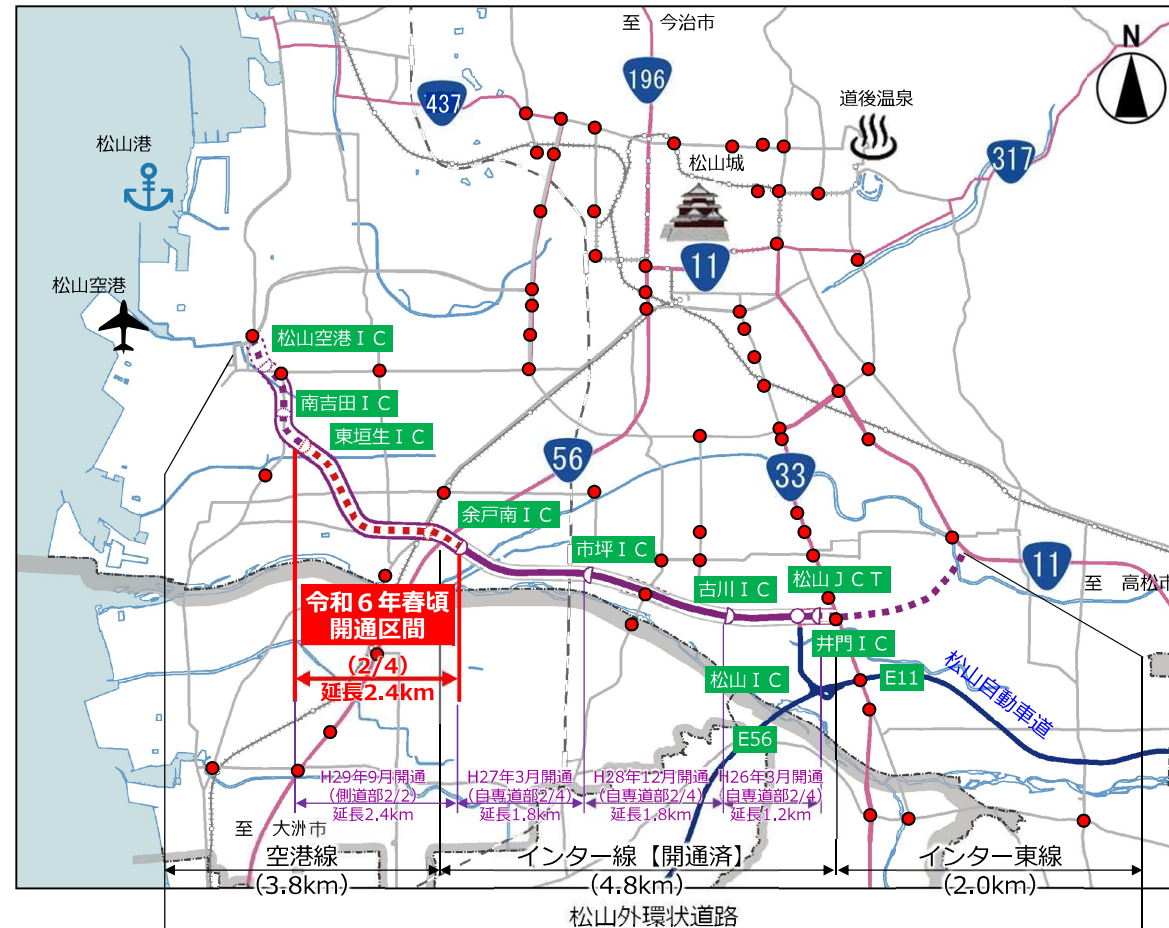 至 今治市
N
196
437
道後温泉
松山港
松山城
317
11
松山空港
松山空港ＩＣ
南吉田ＩＣ
東垣生ＩＣ
56
33
余戸南ＩＣ
市坪ＩＣ
古川ＩＣ
松山ＪＣＴ
11
至 高松市
令和６年春頃
開通区間
(2/4)
延長2.4km
井門ＩＣ
松山ＩＣ
E11
松山自動車道
E56
H29年9月開通
(側道部2/2)
延長2.4km
H27年3月開通
(自専道部2/4)
延長1.8km
H28年12月開通
(自専道部2/4)
延長1.8km
H26年3月開通
(自専道部2/4)
延長1.2km
至 大洲市
空港線
(3.8km)
インター線【開通済】
(4.8km)
インター東線
(2.0km)
松山外環状道路